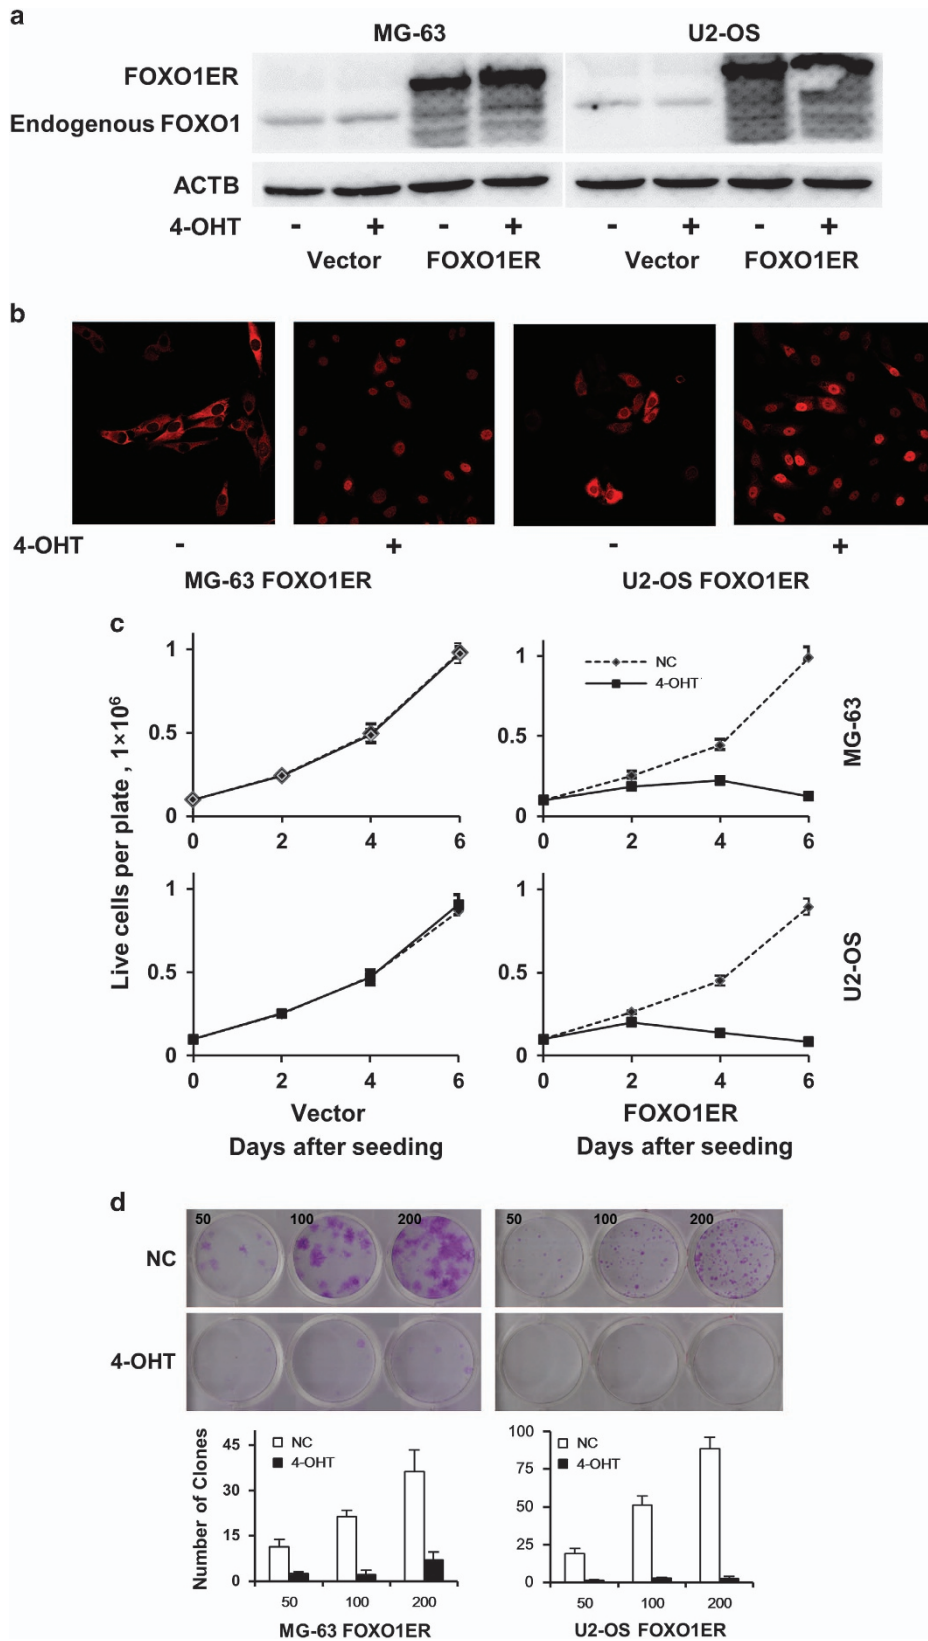 a
MG-63 U2-OS
FOXO1ER
Endogenous FOXO1
ACTB
4-OHT - + - + - + - +
Vector FOXO1ER Vector FOXO1ER
b
4-OHT - + - +
MG-63 FOXO1ER U2-OS FOXO1ER
c
Live cells per plate , 1×10⁶
1
0.5
0
0 2 4 6
1
0.5
0
0 2 4 6
NC
4-OHT
MG-63
1
0.5
0
0 2 4 6
Vector
Days after seeding
1
0.5
0
0 2 4 6
FOXO1ER
Days after seeding
U2-OS
d
NC
50 100 200 50 100 200
4-OHT
Number of Clones
45
30
15
0
NC
4-OHT
50 100 200
MG-63 FOXO1ER
100
75
50
25
0
NC
4-OHT
50 100 200
U2-OS FOXO1ER